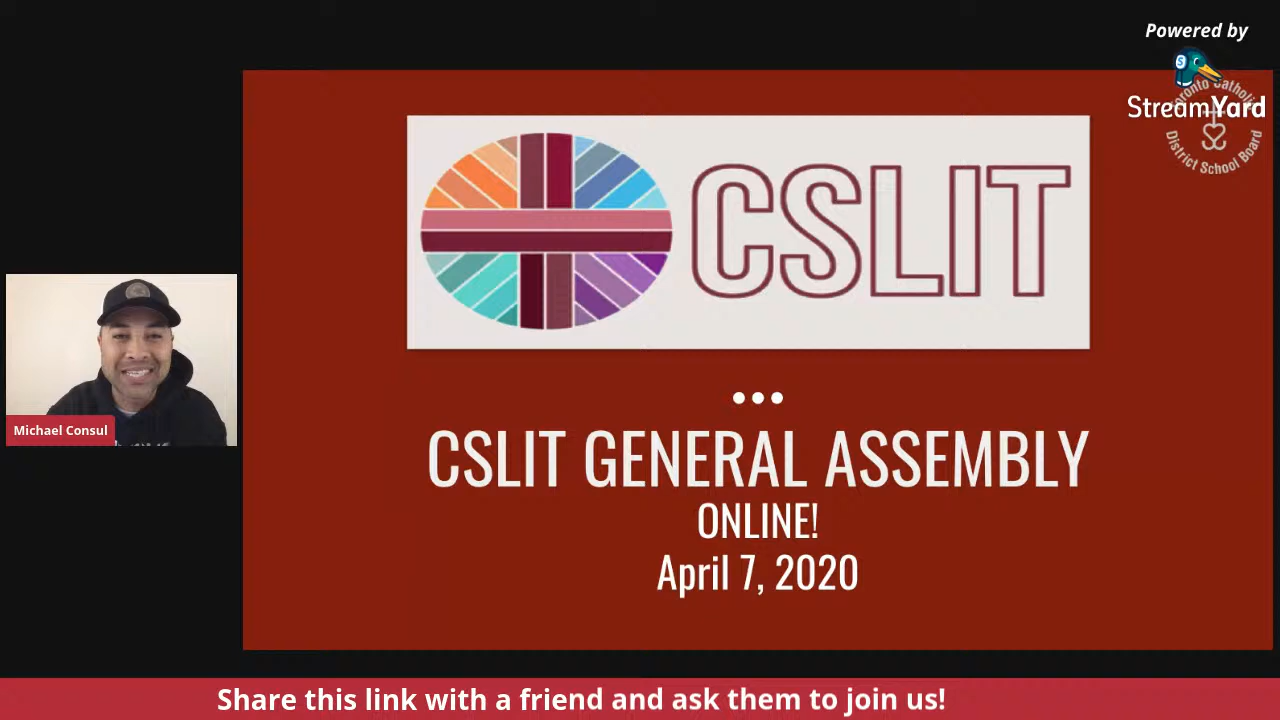 Powered by
StreamYard
Toronto Catholic
District School Board
CSLIT
CSLIT GENERAL ASSEMBLY
ONLINE!
April 7, 2020
Michael Consul
Share this link with a friend and ask them to join us!